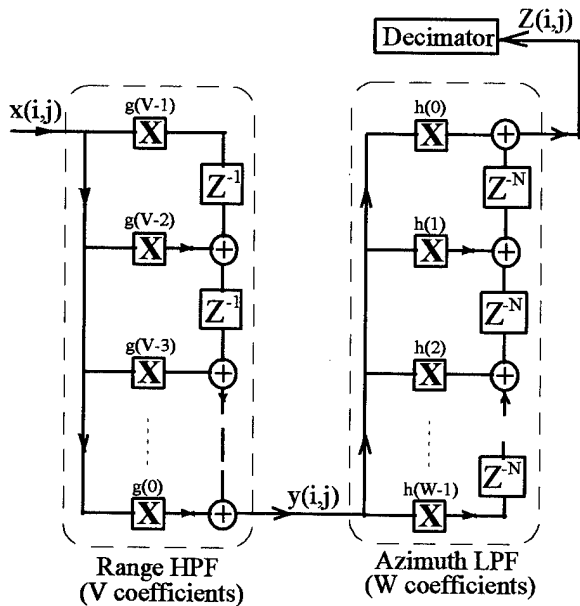 Z(i,j)
Decimator
x(i,j)
g(V-1)
X
Z-1
g(V-2)
X
+
Z-1
g(V-3)
X
+
g(0)
X
+
y(i,j)
Range HPF
(V coefficients)
h(0)
X
+
Z-N
h(1)
X
+
Z-N
h(2)
X
+
Z-N
h(W-1)
X
Azimuth LPF
(W coefficients)